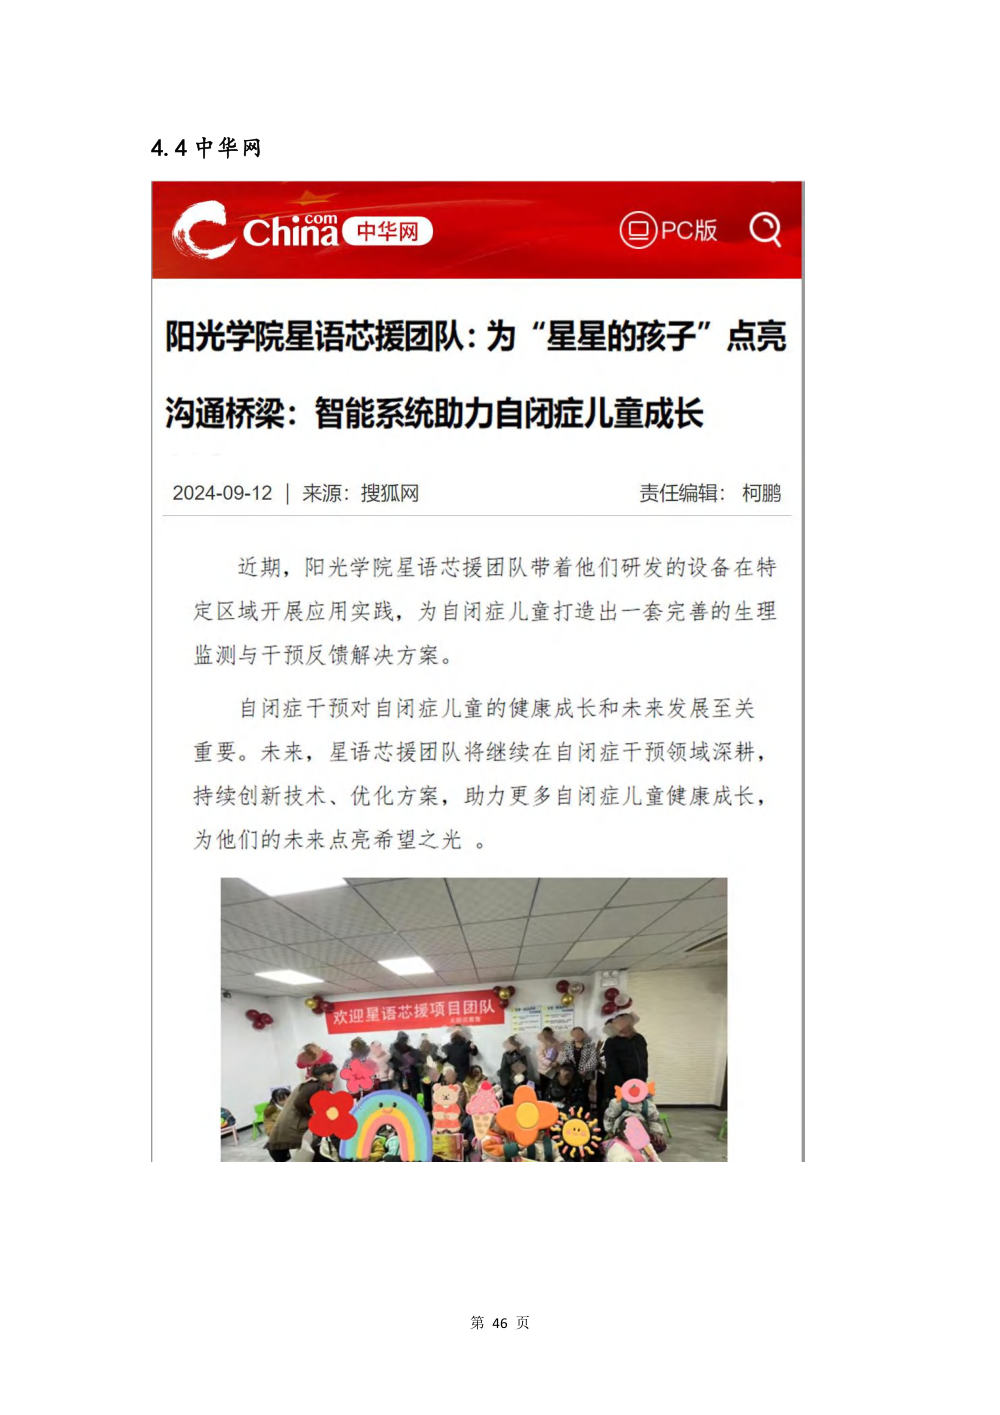 4.4 中华网
China.com 中华网 PC版
阳光学院星语芯援团队：为“星星的孩子”点亮
沟通桥梁：智能系统助力自闭症儿童成长
2024-09-12 | 来源：搜狐网 责任编辑： 柯鹏
近期，阳光学院星语芯援团队带着他们研发的设备在特
定区域开展应用实践，为自闭症儿童打造出一套完善的生理
监测与干预反馈解决方案。
自闭症干预对自闭症儿童的健康成长和未来发展至关
重要。未来，星语芯援团队将继续在自闭症干预领域深耕，
持续创新技术、优化方案，助力更多自闭症儿童健康成长，
为他们的未来点亮希望之光 。
欢迎星语芯援项目团队
第 46 页